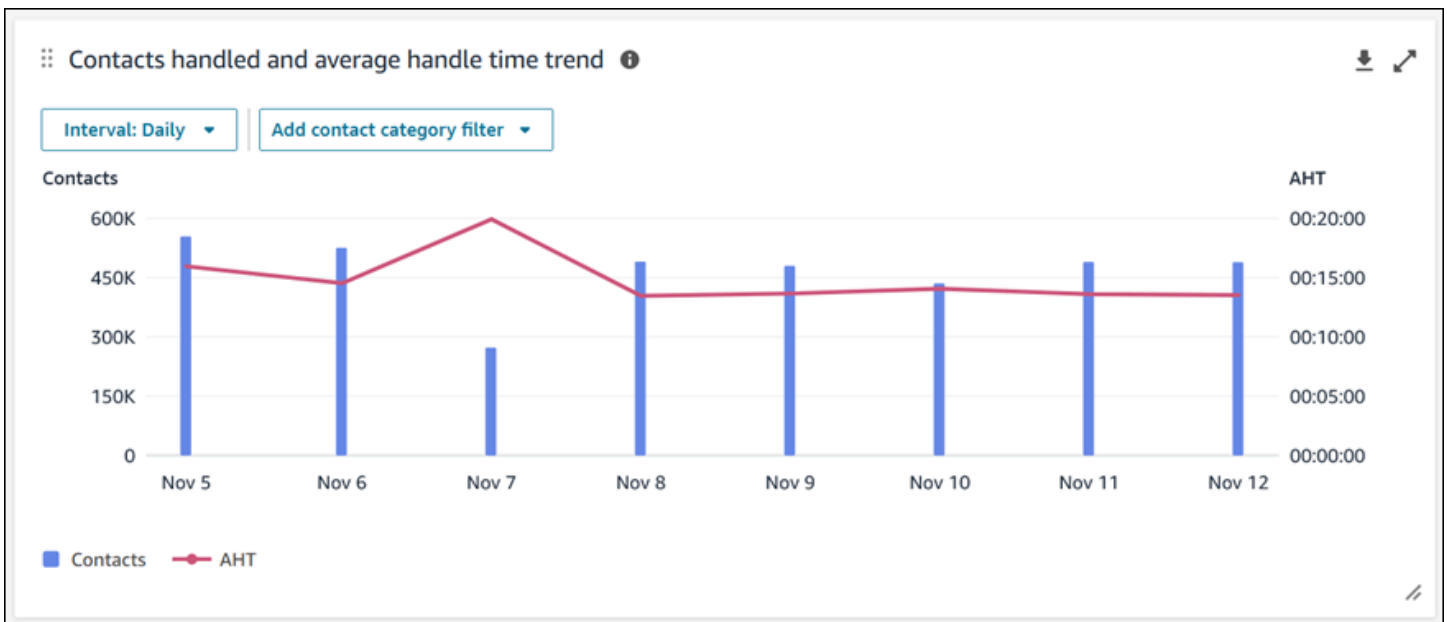 Contacts handled and average handle time trend
Interval: Daily Add contact category filter
Contacts AHT
600K 00:20:00
450K 00:15:00
300K 00:10:00
150K 00:05:00
0 00:00:00
Nov 5 Nov 6 Nov 7 Nov 8 Nov 9 Nov 10 Nov 11 Nov 12
Contacts AHT